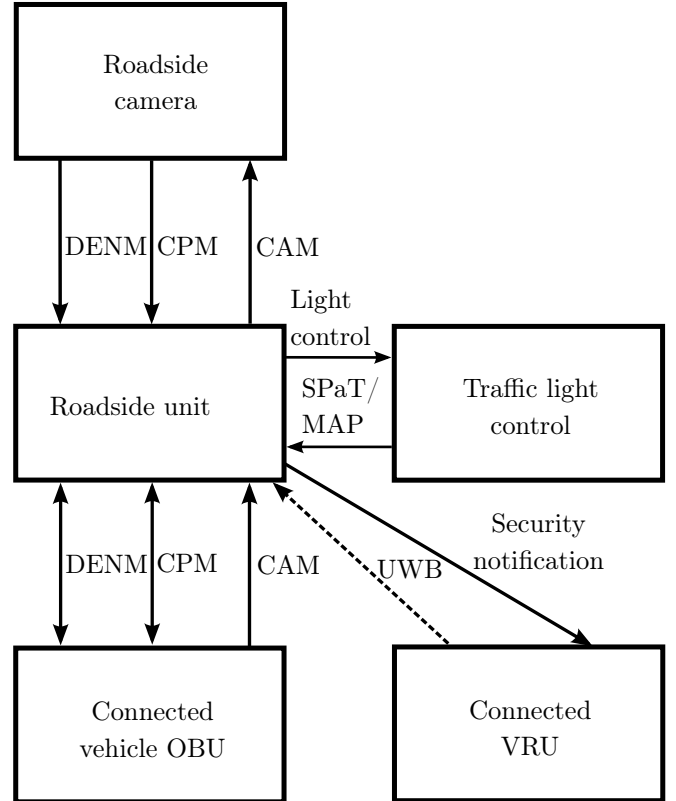 Roadside
camera
DENM
CPM
CAM
Light
control
Roadside unit
SPaT/
MAP
Traffic light
control
DENM
CPM
CAM
UWB
Security
notification
Connected
vehicle OBU
Connected
VRU